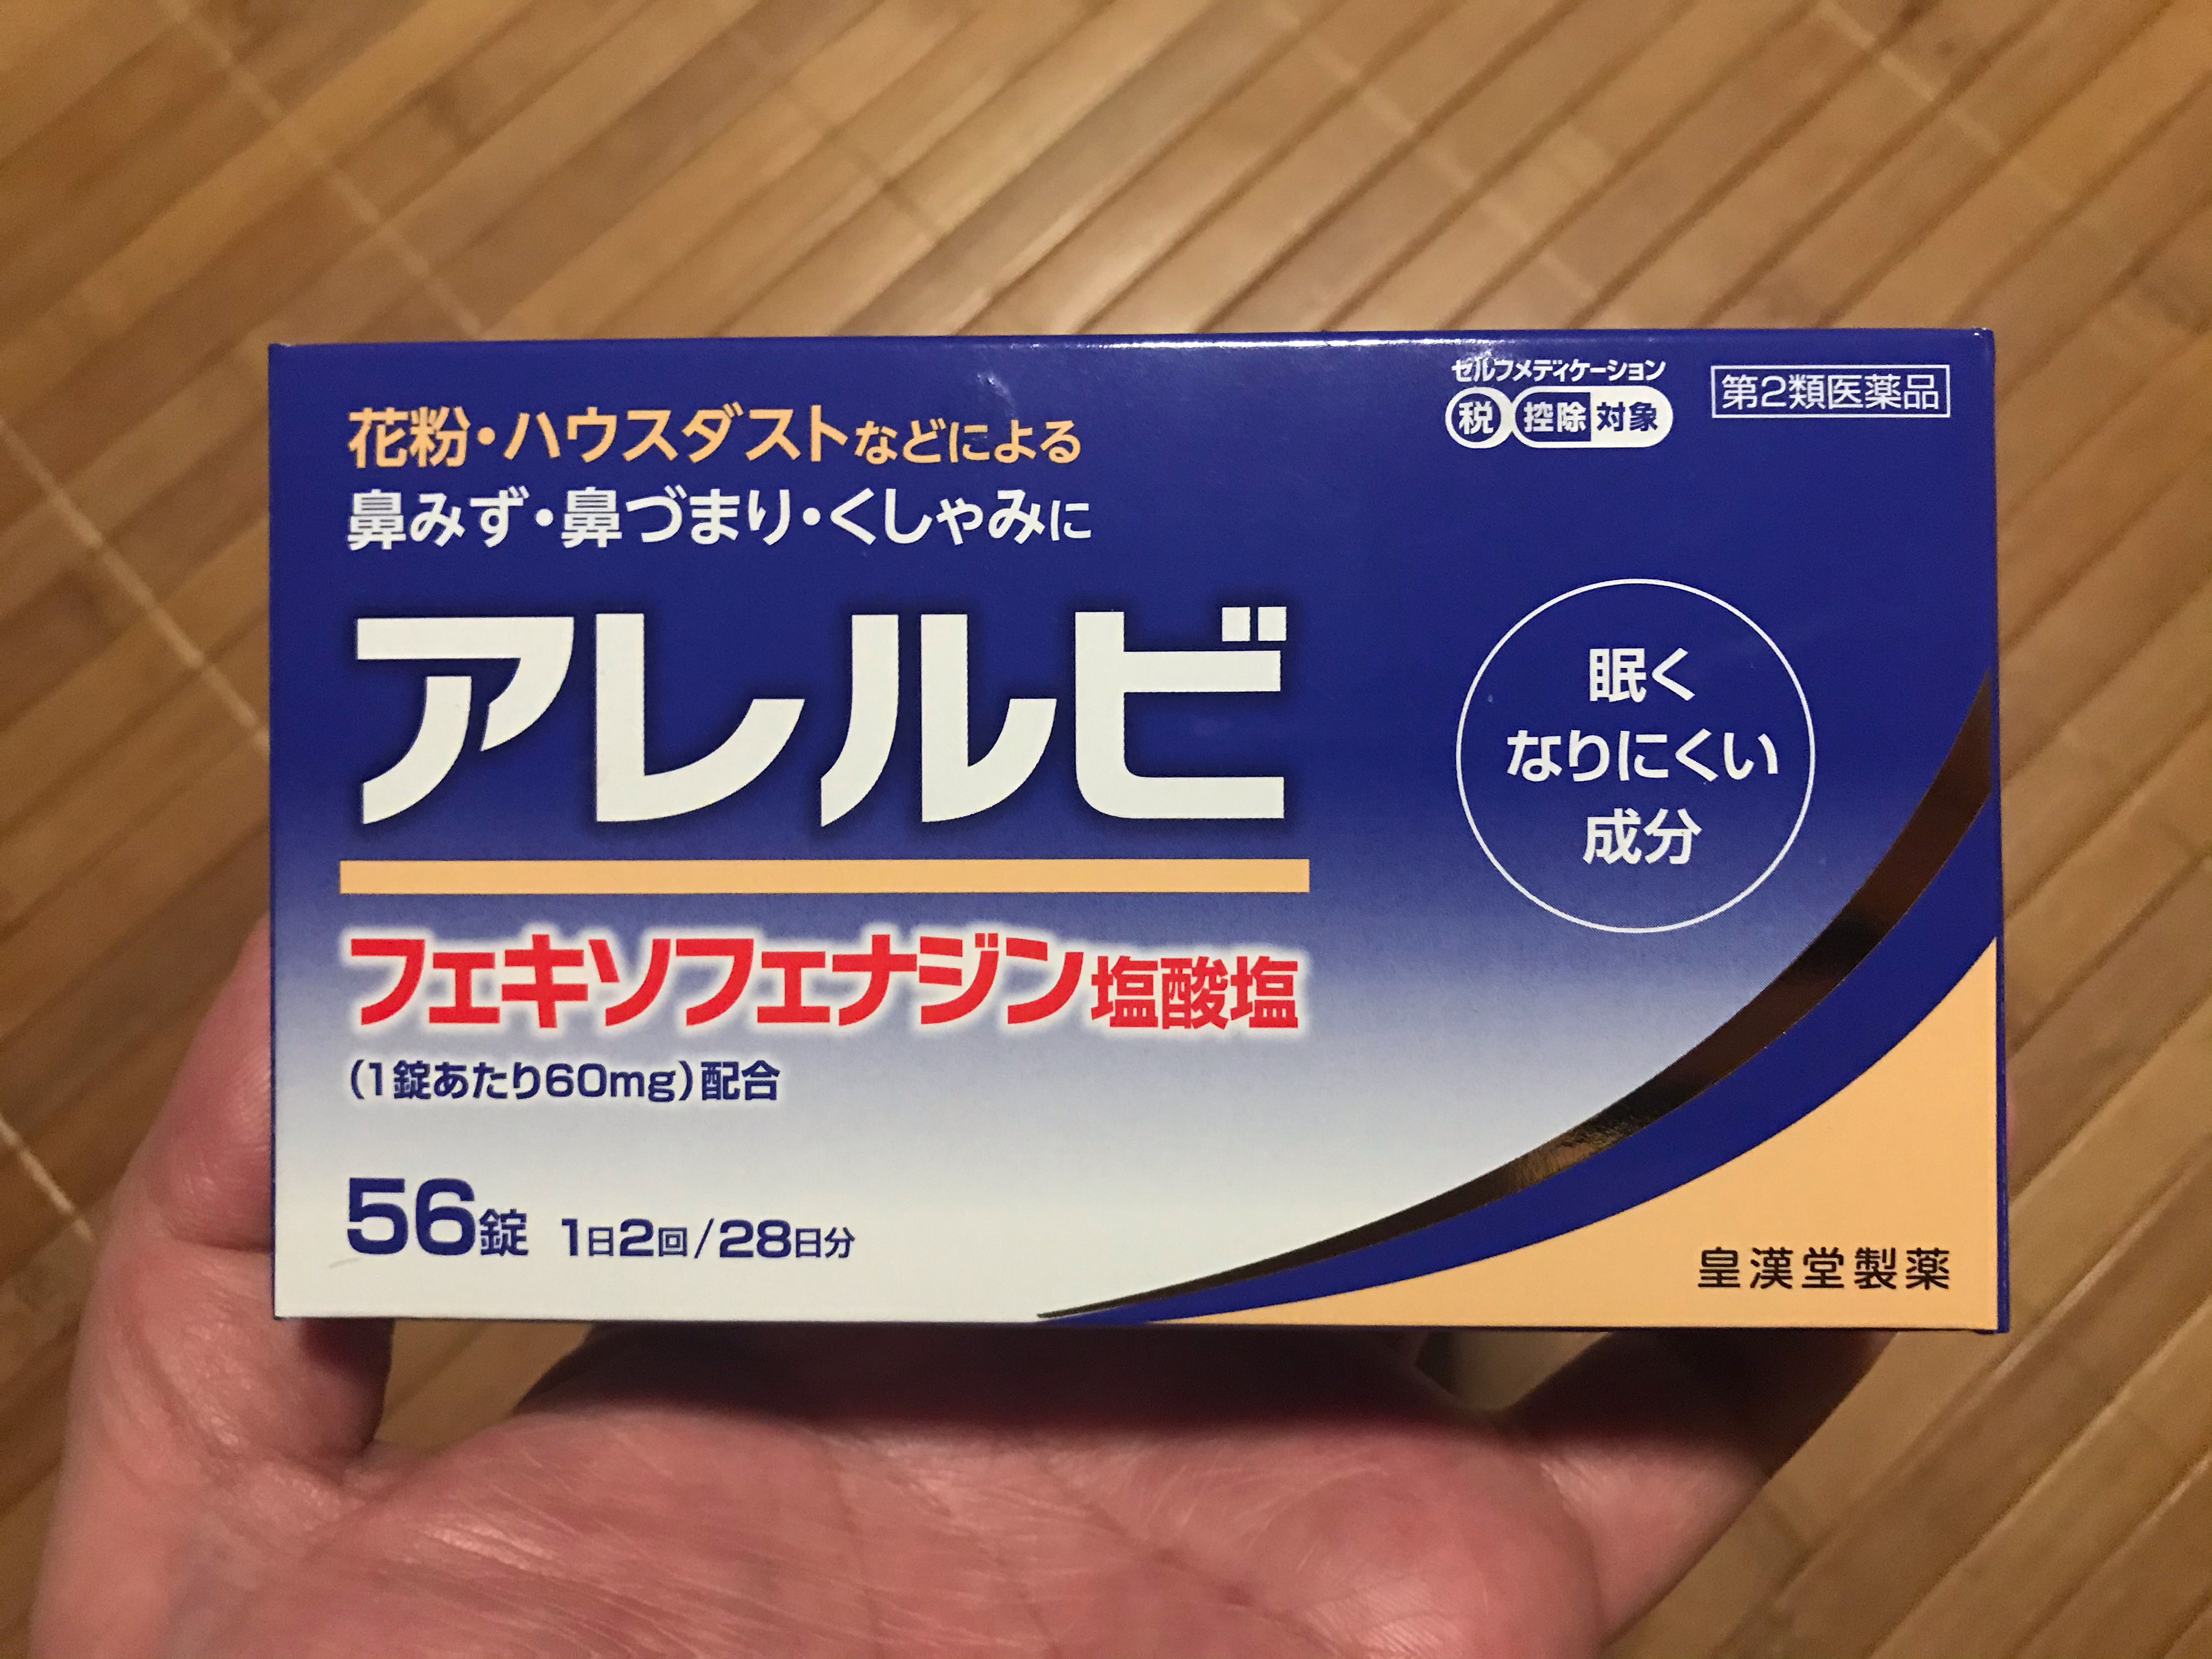 セルフメディケーション
税 控除 対象
第2類医薬品
花粉・ハウスダストなどによる
鼻みず・鼻づまり・くしゃみに
アレルビ
眠く
なりにくい
成分
フェキソフェナジン塩酸塩
(1錠あたり60mg)配合
56錠 1日2回/28日分
皇漢堂製薬